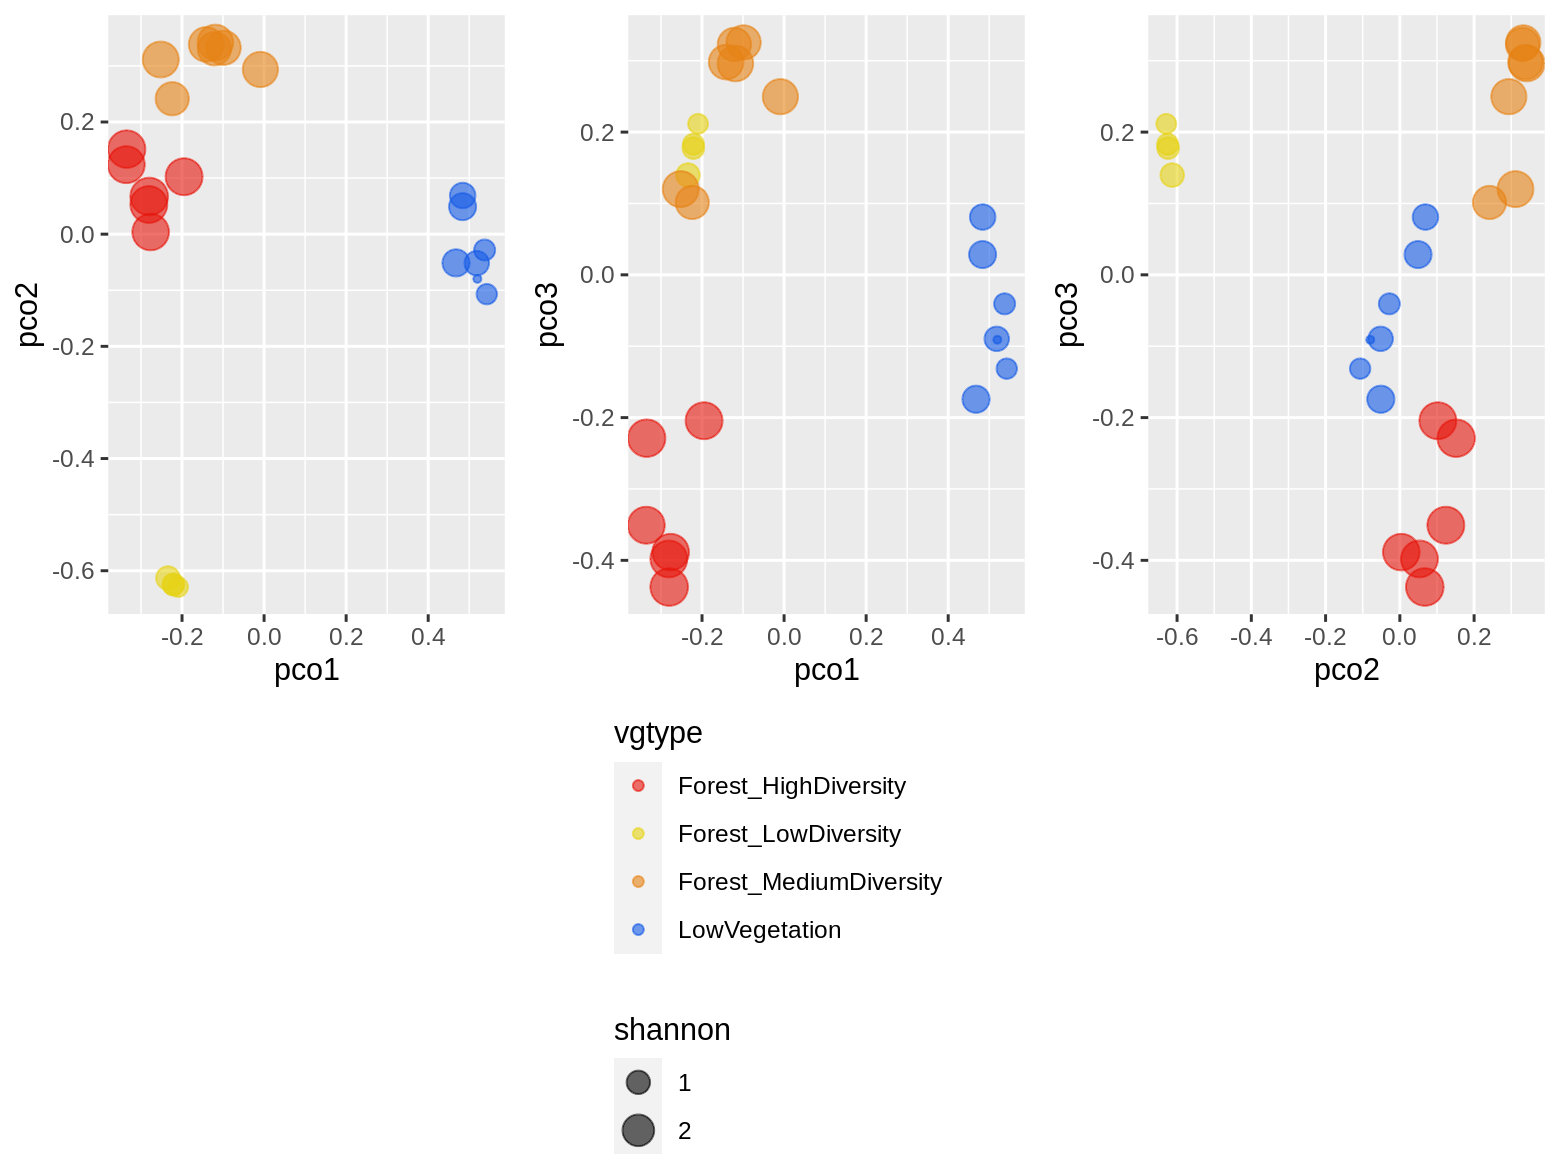 0.2
0.0
-0.2
-0.4
-0.6
pco2
-0.2 0.0 0.2 0.4
pco1
0.2
0.0
-0.2
-0.4
pco3
-0.2 0.0 0.2 0.4
pco1
0.2
0.0
-0.2
-0.4
pco3
-0.6 -0.4 -0.2 0.0 0.2
pco2
vgtype
Forest_HighDiversity
Forest_LowDiversity
Forest_MediumDiversity
LowVegetation
shannon
1
2